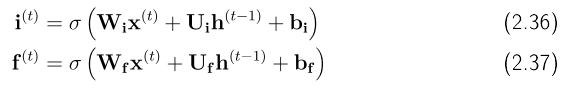 i^(t) = σ ( W_i x^(t) + U_i h^(t−1) + b_i ) (2.36)
f^(t) = σ ( W_f x^(t) + U_f h^(t−1) + b_f ) (2.37)